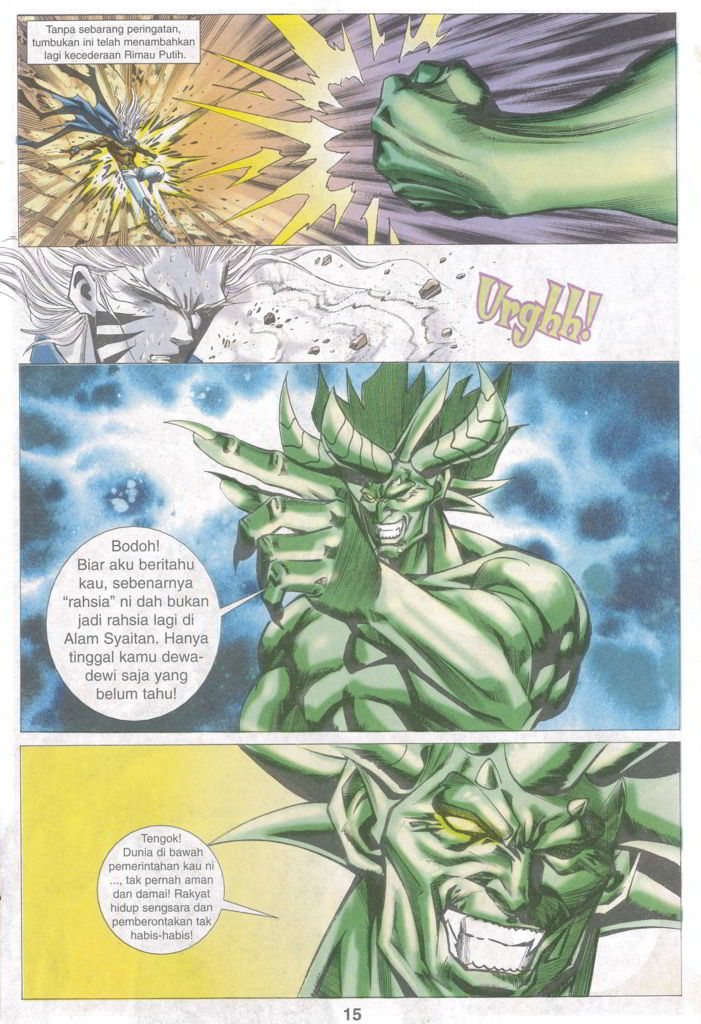 Tanpa sebarang peringatan,
tumbukan ini telah menambahkan
lagi kecederaan Rimau Putih.
Urghh!
Bodoh!
Biar aku beritahu
kau, sebenarnya
“rahsia” ni dah bukan
jadi rahsia lagi di
Alam Syaitan. Hanya
tinggal kamu dewa-
dewi saja yang
belum tahu!
Tengok!
Dunia di bawah
pemerintahan kau ni
..., tak pernah aman
dan damai! Rakyat
hidup sengsara dan
pemberontakan tak
habis-habis!
15